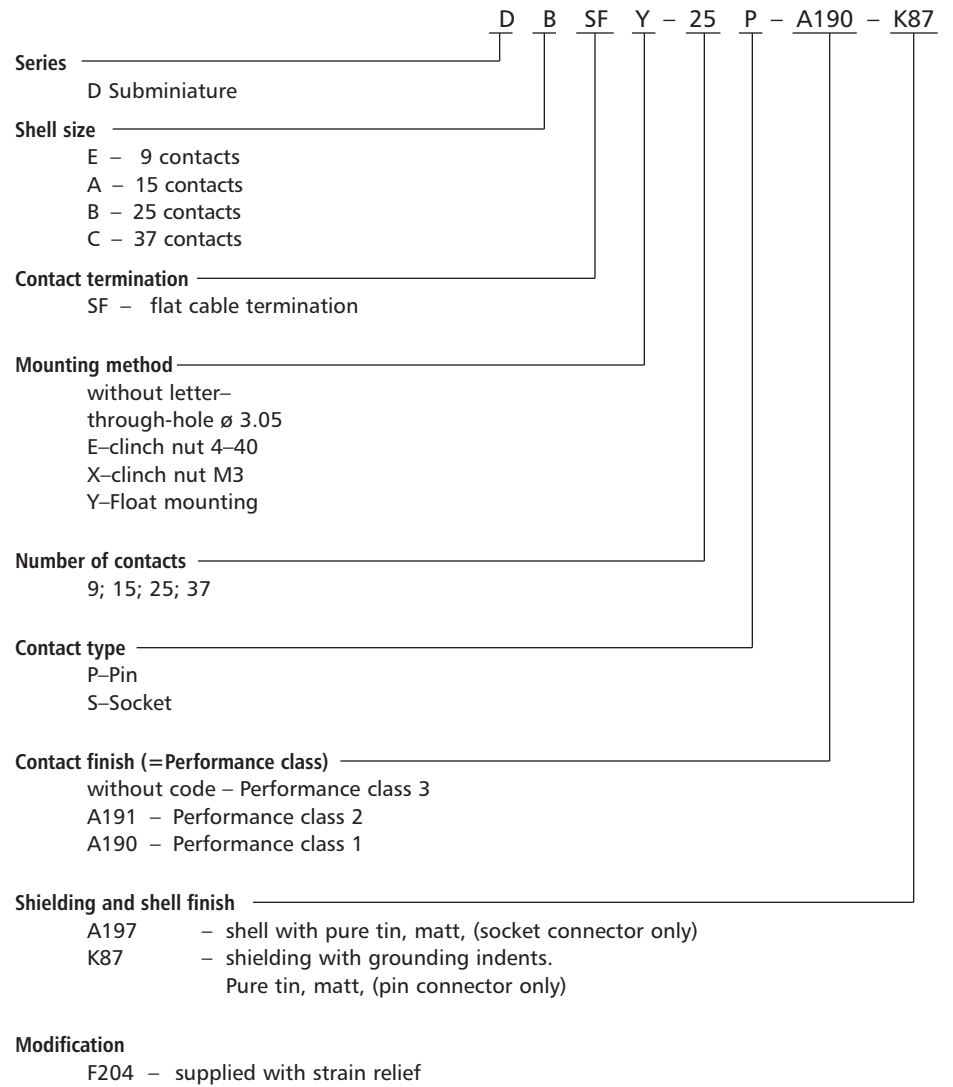 D B SF Y – 25 P – A190 – K87
Series
D Subminiature
Shell size
E – 9 contacts
A – 15 contacts
B – 25 contacts
C – 37 contacts
Contact termination
SF – flat cable termination
Mounting method
without letter–
through-hole ø 3.05
E–clinch nut 4–40
X–clinch nut M3
Y–Float mounting
Number of contacts
9; 15; 25; 37
Contact type
P–Pin
S–Socket
Contact finish (=Performance class)
without code – Performance class 3
A191 – Performance class 2
A190 – Performance class 1
Shielding and shell finish
A197 – shell with pure tin, matt, (socket connector only)
K87 – shielding with grounding indents.
Pure tin, matt, (pin connector only)
Modification
F204 – supplied with strain relief